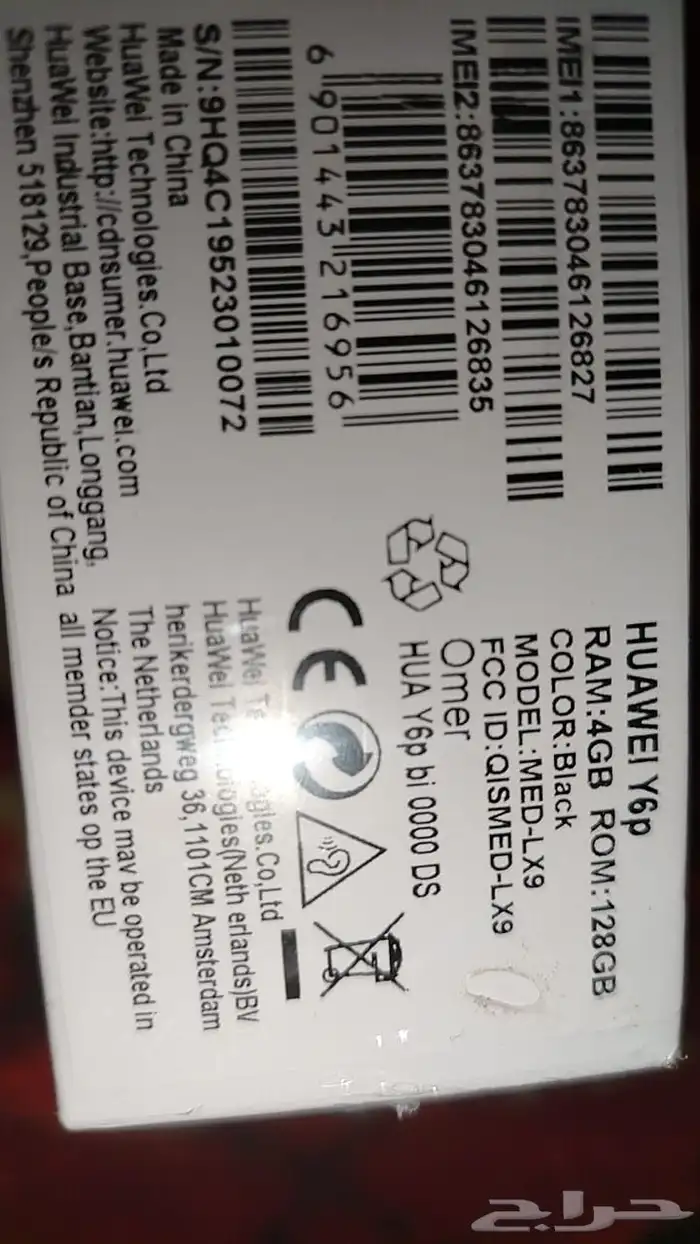 HUAWEI Y6p
RAM:4GB ROM:128GB
COLOR:Black
MODEL:MED-LX9
FCC ID:QISMED-LX9
Omer
HUA Y6p bi 0000 DS
IMEI1:863783046126827
IMEI2:863783046126835
6 901443 216956
S/N:9HQ4C19523010072
Made in China
HuaWei Technologies.Co,Ltd
Website:http://cdnsumer.huawei.com
HuaWei Industrial Base,Bantian,Longgang,
Shenzhen 518129,People/s Republic of China
CE
HuaWei Co,Ltd
HuaWei (Neth erlands)BV
herikerdergweg 36,1101CM Amsterdam
The Netherlands
Notice:This device mav be operated in
all memder states op the EU
حراج